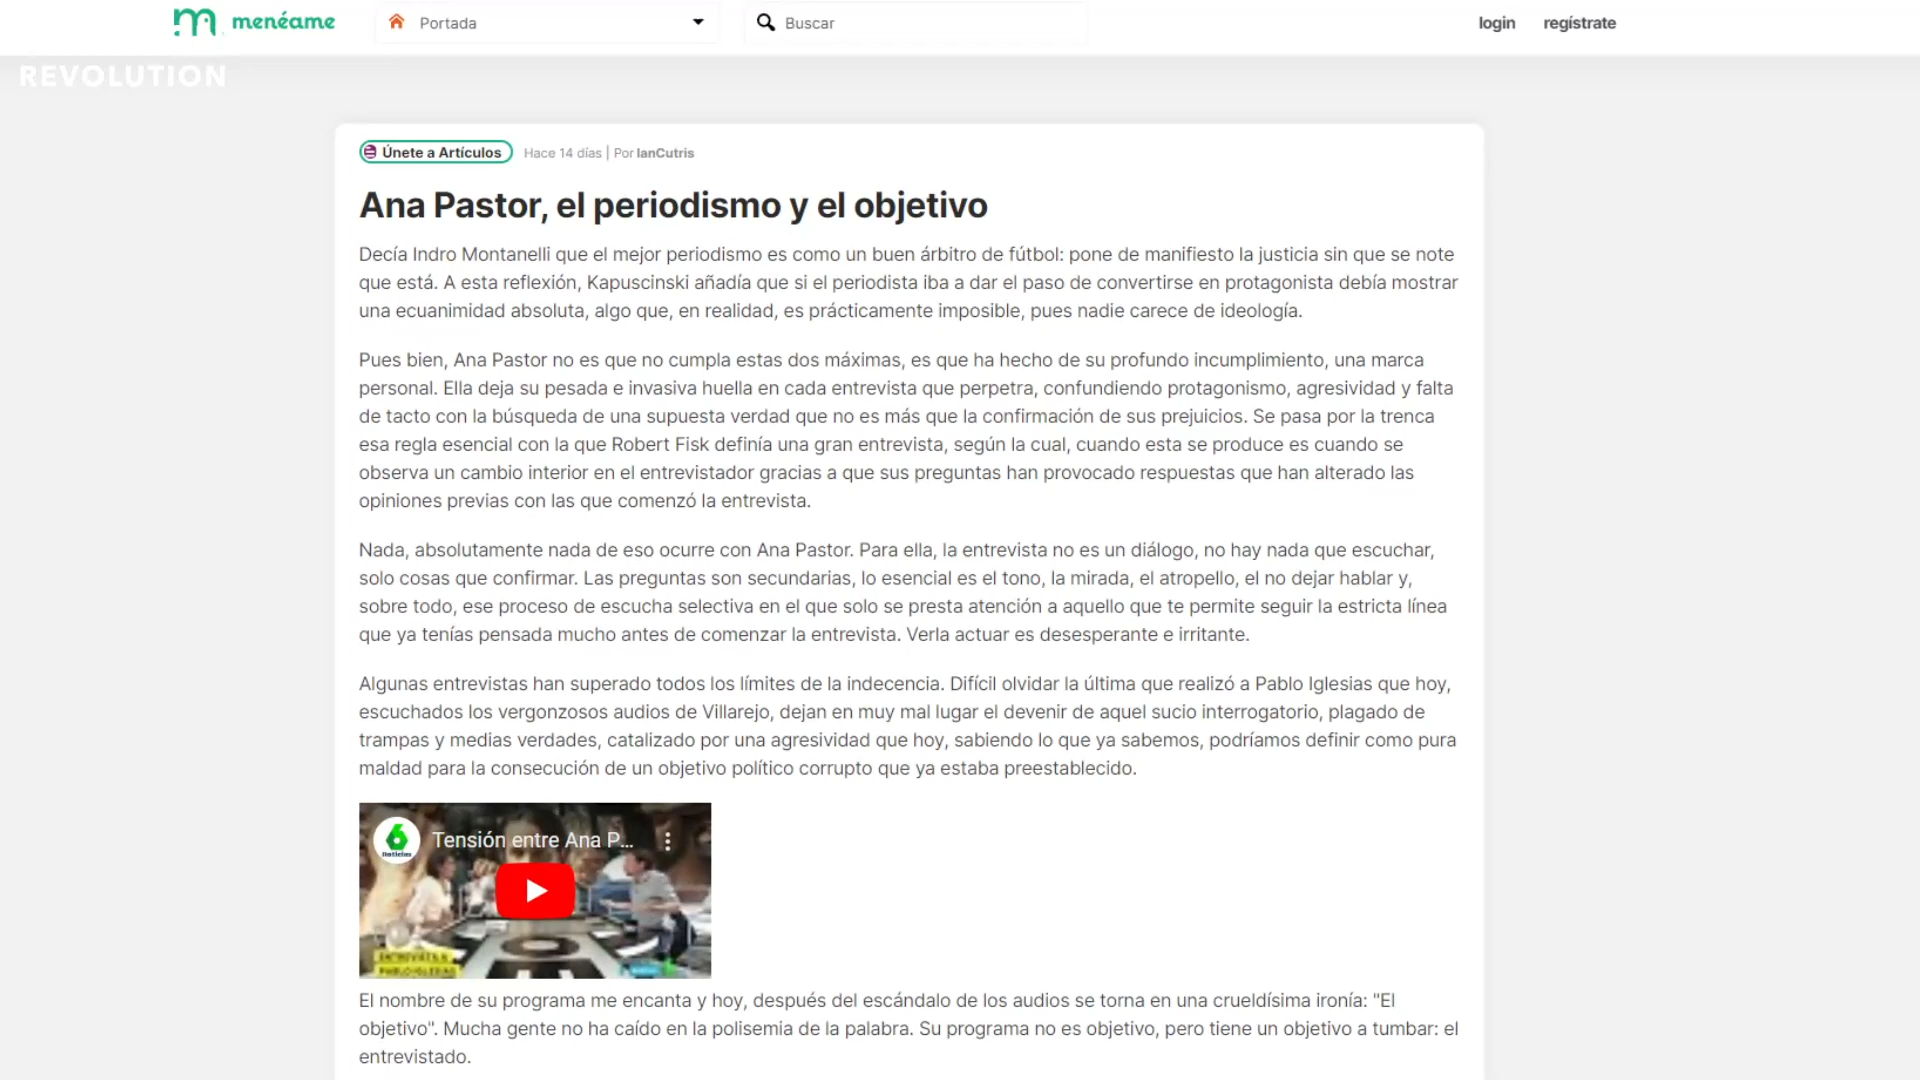 menéame
Portada
Buscar
login
regístrate
REVOLUTION
Únete a Artículos
Hace 14 días | Por IanCutris
Ana Pastor, el periodismo y el objetivo
Decía Indro Montanelli que el mejor periodismo es como un buen árbitro de fútbol: pone de manifiesto la justicia sin que se note
que está. A esta reflexión, Kapuscinski añadía que si el periodista iba a dar el paso de convertirse en protagonista debía mostrar
una ecuanimidad absoluta, algo que, en realidad, es prácticamente imposible, pues nadie carece de ideología.
Pues bien, Ana Pastor no es que no cumpla estas dos máximas, es que ha hecho de su profundo incumplimiento, una marca
personal. Ella deja su pesada e invasiva huella en cada entrevista que perpetra, confundiendo protagonismo, agresividad y falta
de tacto con la búsqueda de una supuesta verdad que no es más que la confirmación de sus prejuicios. Se pasa por la trenca
esa regla esencial con la que Robert Fisk definía una gran entrevista, según la cual, cuando esta se produce es cuando se
observa un cambio interior en el entrevistador gracias a que sus preguntas han provocado respuestas que han alterado las
opiniones previas con las que comenzó la entrevista.
Nada, absolutamente nada de eso ocurre con Ana Pastor. Para ella, la entrevista no es un diálogo, no hay nada que escuchar,
solo cosas que confirmar. Las preguntas son secundarias, lo esencial es el tono, la mirada, el atropello, el no dejar hablar y,
sobre todo, ese proceso de escucha selectiva en el que solo se presta atención a aquello que te permite seguir la estricta línea
que ya tenías pensada mucho antes de comenzar la entrevista. Verla actuar es desesperante e irritante.
Algunas entrevistas han superado todos los límites de la indecencia. Difícil olvidar la última que realizó a Pablo Iglesias que hoy,
escuchados los vergonzosos audios de Villarejo, dejan en muy mal lugar el devenir de aquel sucio interrogatorio, plagado de
trampas y medias verdades, catalizado por una agresividad que hoy, sabiendo lo que ya sabemos, podríamos definir como pura
maldad para la consecución de un objetivo político corrupto que ya estaba preestablecido.
6
Noticias
Tensión entre Ana P...
ENTREVISTA A
PABLO IGLESIAS
El nombre de su programa me encanta y hoy, después del escándalo de los audios se torna en una crueldísima ironía: "El
objetivo". Mucha gente no ha caído en la polisemia de la palabra. Su programa no es objetivo, pero tiene un objetivo a tumbar: el
entrevistado.